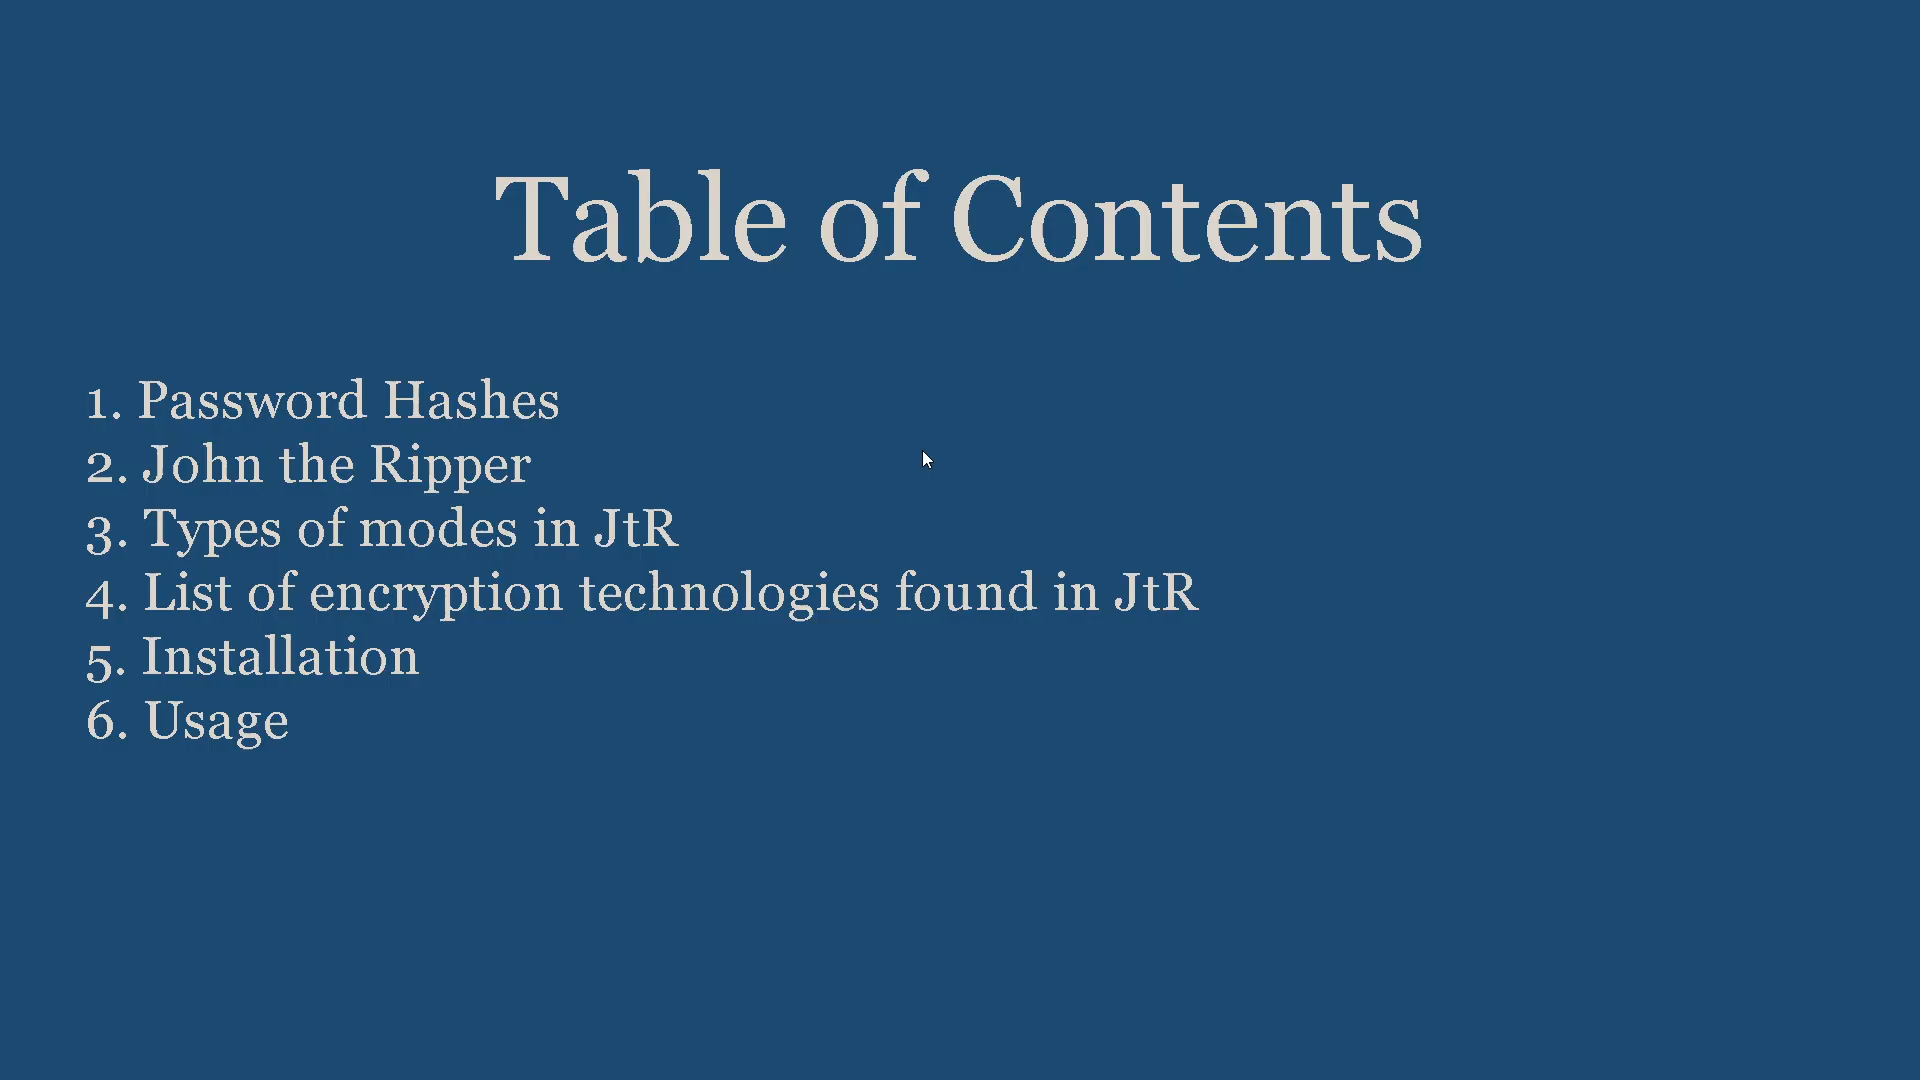 Table of Contents
1. Password Hashes
2. John the Ripper
3. Types of modes in JtR
4. List of encryption technologies found in JtR
5. Installation
6. Usage